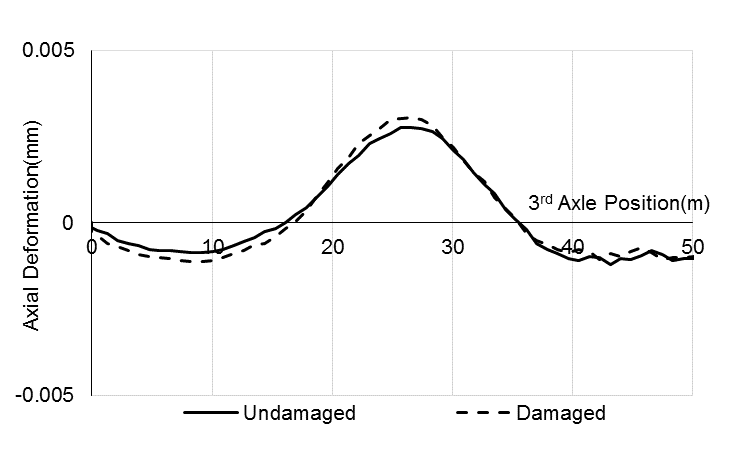 0.005
0
-0.005
Axial Deformation(mm)
3rd Axle Position(m)
0 10 20 30 40 50
Undamaged Damaged